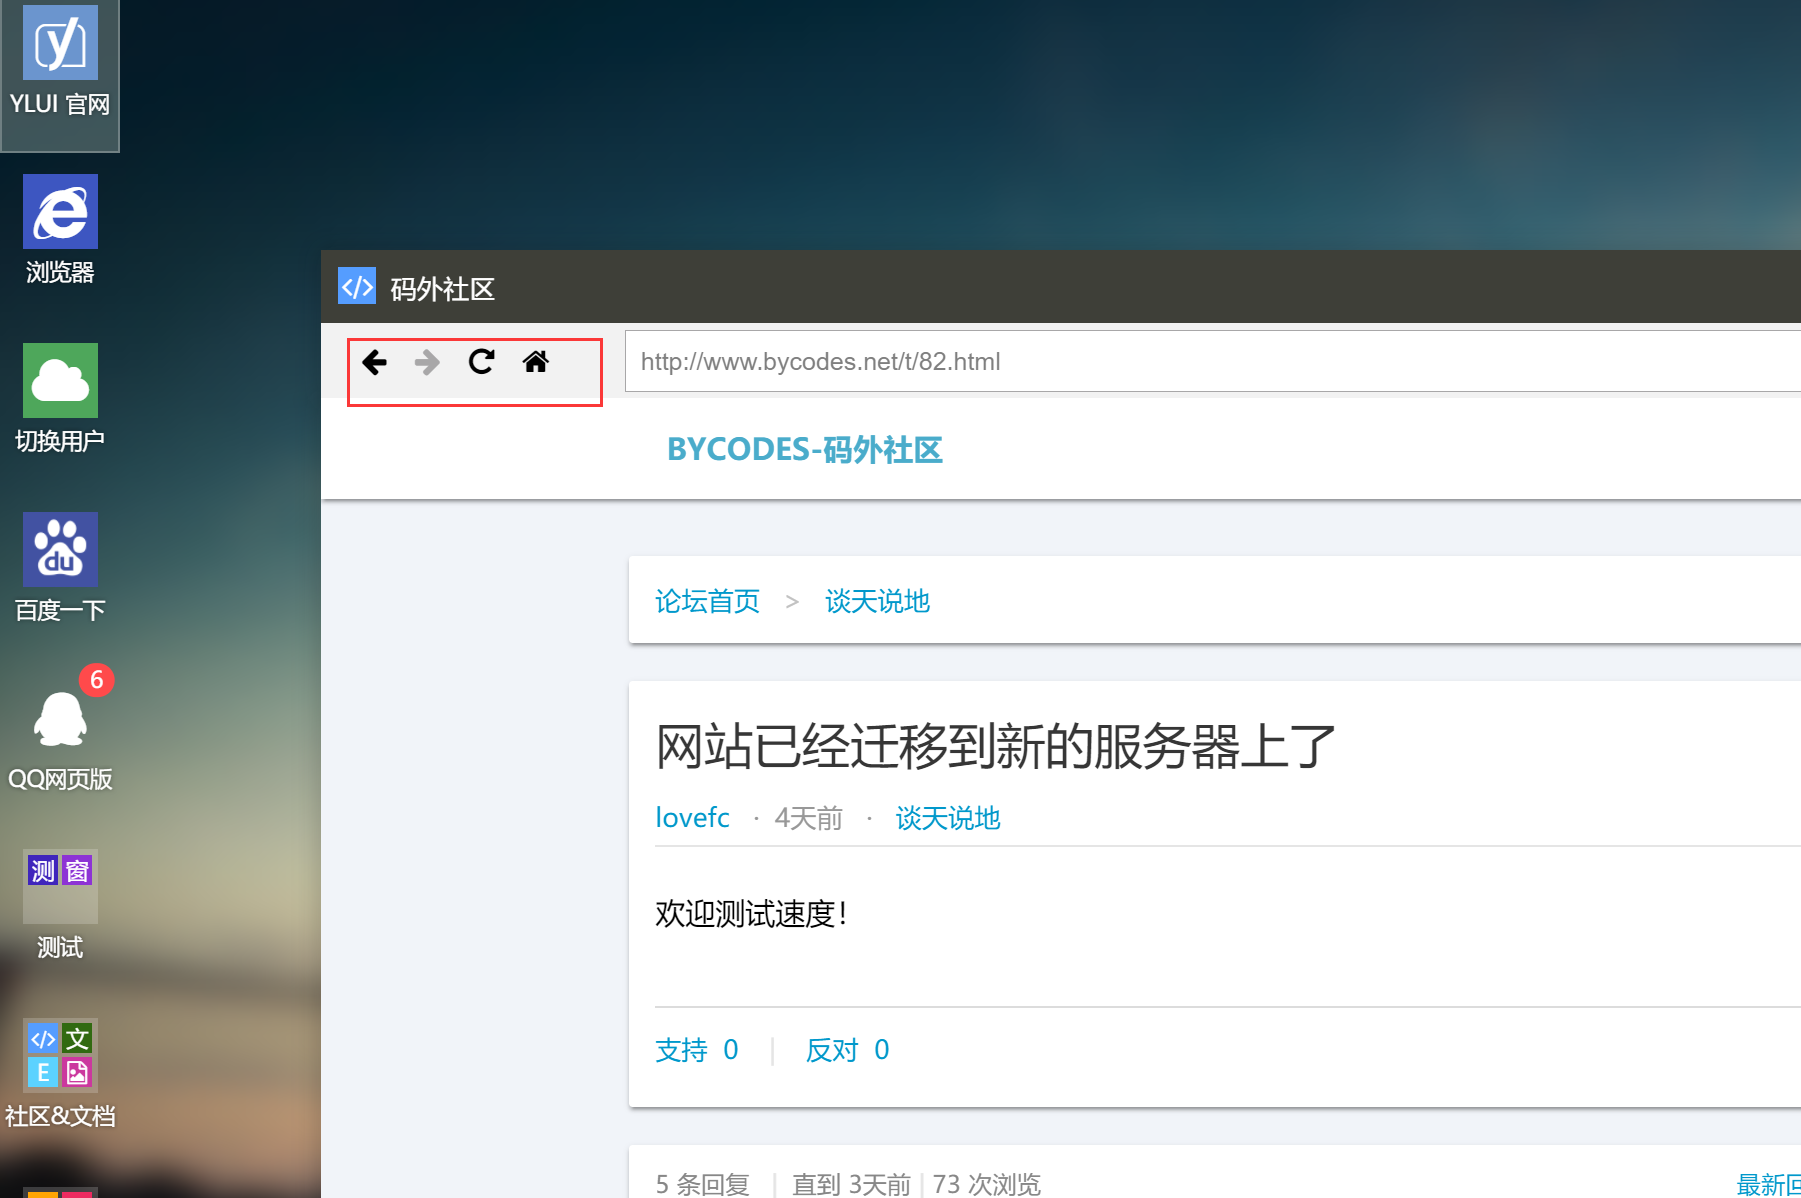 YLUI 官网
浏览器
切换用户
du
百度一下
6
QQ网页版
测 窗
测试
</> 文
E
社区&文档
</> 码外社区
http://www.bycodes.net/t/82.html
BYCODES-码外社区
论坛首页 > 谈天说地
网站已经迁移到新的服务器上了
lovefc · 4天前 · 谈天说地
欢迎测试速度！
支持 0 | 反对 0
5 条回复 | 直到 3天前 | 73 次浏览
最新回